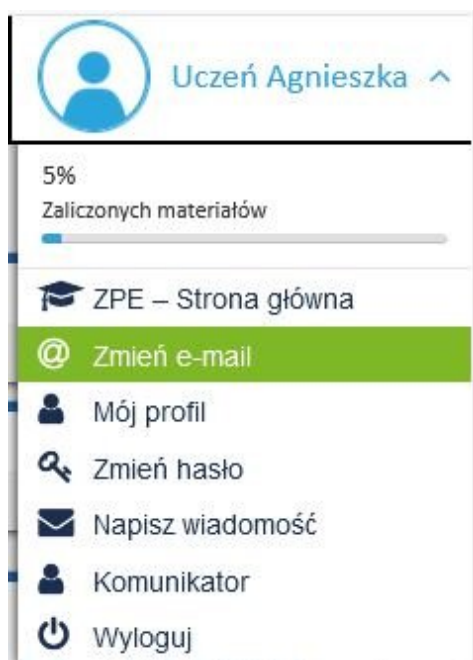 Uczeń Agnieszka
5%
Zaliczonych materiałów
ZPE – Strona główna
@ Zmień e-mail
Mój profil
Zmień hasło
Napisz wiadomość
Komunikator
Wyloguj